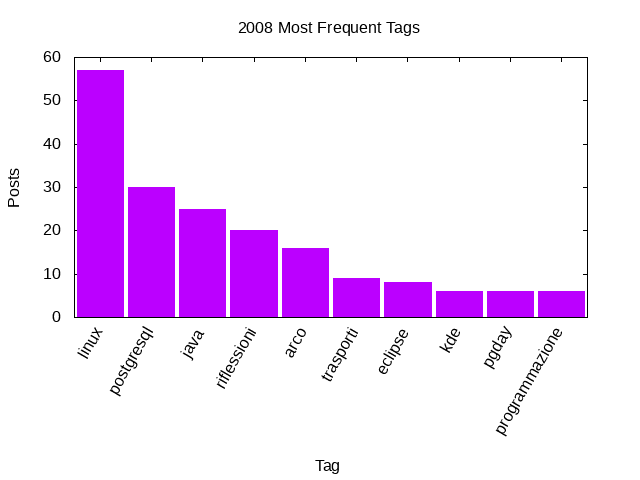 2008 Most Frequent Tags
60
50
40
30
20
10
0
Posts
linux
postgresql
java
riflessioni
arco
trasporti
eclipse
kde
pgday
programmazione
Tag